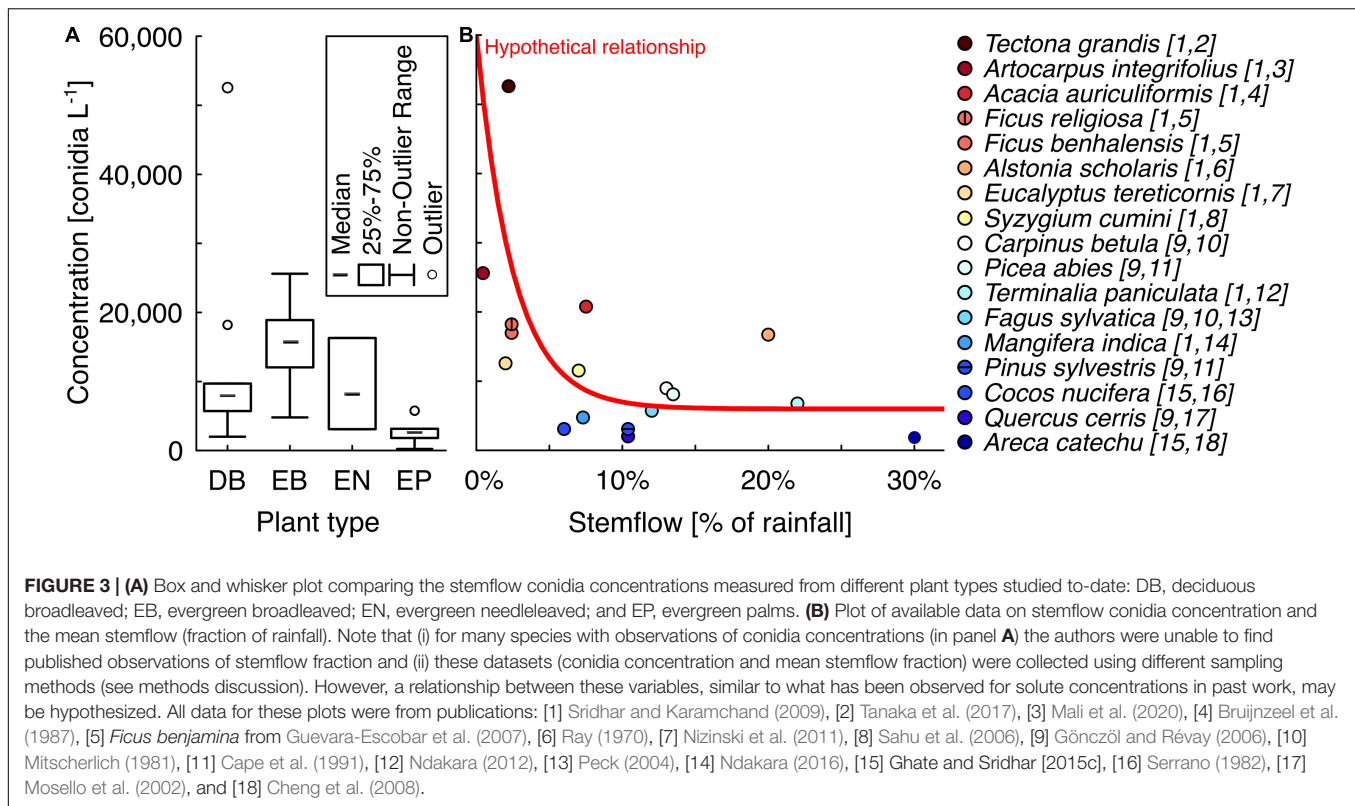 A
60,000
40,000
20,000
0
Concentration [conidia L-1]
DB EB EN EP
Plant type
Median
25%-75%
Non-Outlier Range
Outlier
B
Hypothetical relationship
0% 10% 20% 30%
Stemflow [% of rainfall]
Tectona grandis [1,2]
Artocarpus integrifolius [1,3]
Acacia auriculiformis [1,4]
Ficus religiosa [1,5]
Ficus benhalensis [1,5]
Alstonia scholaris [1,6]
Eucalyptus tereticornis [1,7]
Syzygium cumini [1,8]
Carpinus betula [9,10]
Picea abies [9,11]
Terminalia paniculata [1,12]
Fagus sylvatica [9,10,13]
Mangifera indica [1,14]
Pinus sylvestris [9,11]
Cocos nucifera [15,16]
Quercus cerris [9,17]
Areca catechu [15,18]
FIGURE 3 | (A) Box and whisker plot comparing the stemflow conidia concentrations measured from different plant types studied to-date: DB, deciduous
broadleaved; EB, evergreen broadleaved; EN, evergreen needleleaved; and EP, evergreen palms. (B) Plot of available data on stemflow conidia concentration and
the mean stemflow (fraction of rainfall). Note that (i) for many species with observations of conidia concentrations (in panel A) the authors were unable to find
published observations of stemflow fraction and (ii) these datasets (conidia concentration and mean stemflow fraction) were collected using different sampling
methods (see methods discussion). However, a relationship between these variables, similar to what has been observed for solute concentrations in past work, may
be hypothesized. All data for these plots were from publications: [1] Sridhar and Karamchand (2009), [2] Tanaka et al. (2017), [3] Mali et al. (2020), [4] Bruijnzeel et al.
(1987), [5] Ficus benjamina from Guevara-Escobar et al. (2007), [6] Ray (1970), [7] Nizinski et al. (2011), [8] Sahu et al. (2006), [9] Gönczöl and Révay (2006), [10]
Mitscherlich (1981), [11] Cape et al. (1991), [12] Ndakara (2012), [13] Peck (2004), [14] Ndakara (2016), [15] Ghate and Sridhar [2015c], [16] Serrano (1982), [17]
Mosello et al. (2002), and [18] Cheng et al. (2008).